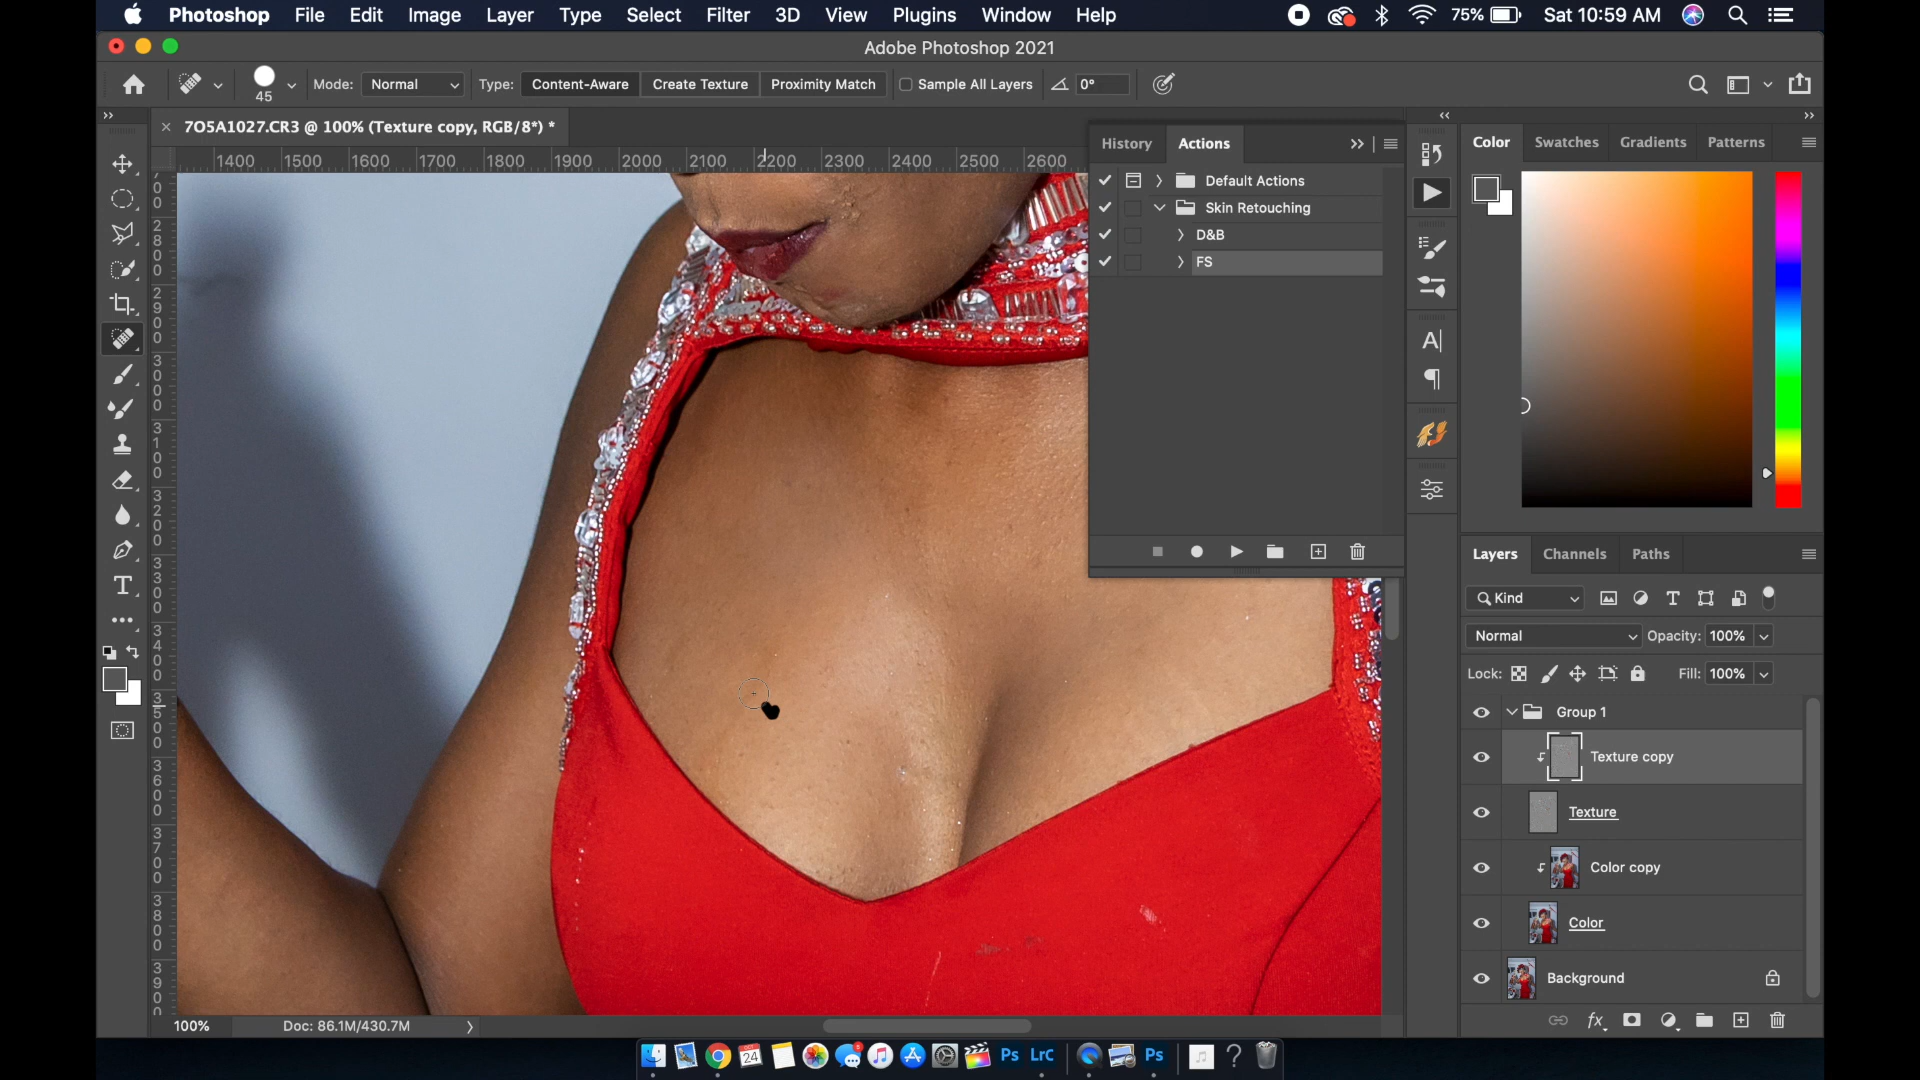 Photoshop File Edit Image Layer Type Select Filter 3D View Plugins Window Help 75% Sat 10:59 AM
Adobe Photoshop 2021
45 Mode: Normal Type: Content-Aware Create Texture Proximity Match Sample All Layers 0°
7O5A1027.CR3 @ 100% (Texture copy, RGB/8*) *
1400 1500 1600 1700 1800 1900 2000 2100 2200 2300 2400 2500 2600
History Actions
Default Actions
Skin Retouching
D&B
FS
Color Swatches Gradients Patterns
Layers Channels Paths
Kind
Normal Opacity: 100%
Lock: Fill: 100%
Group 1
Texture copy
Texture
Color copy
Color
Background
100% Doc: 86.1M/430.7M
OCT 24 8 Ps LrC Ps